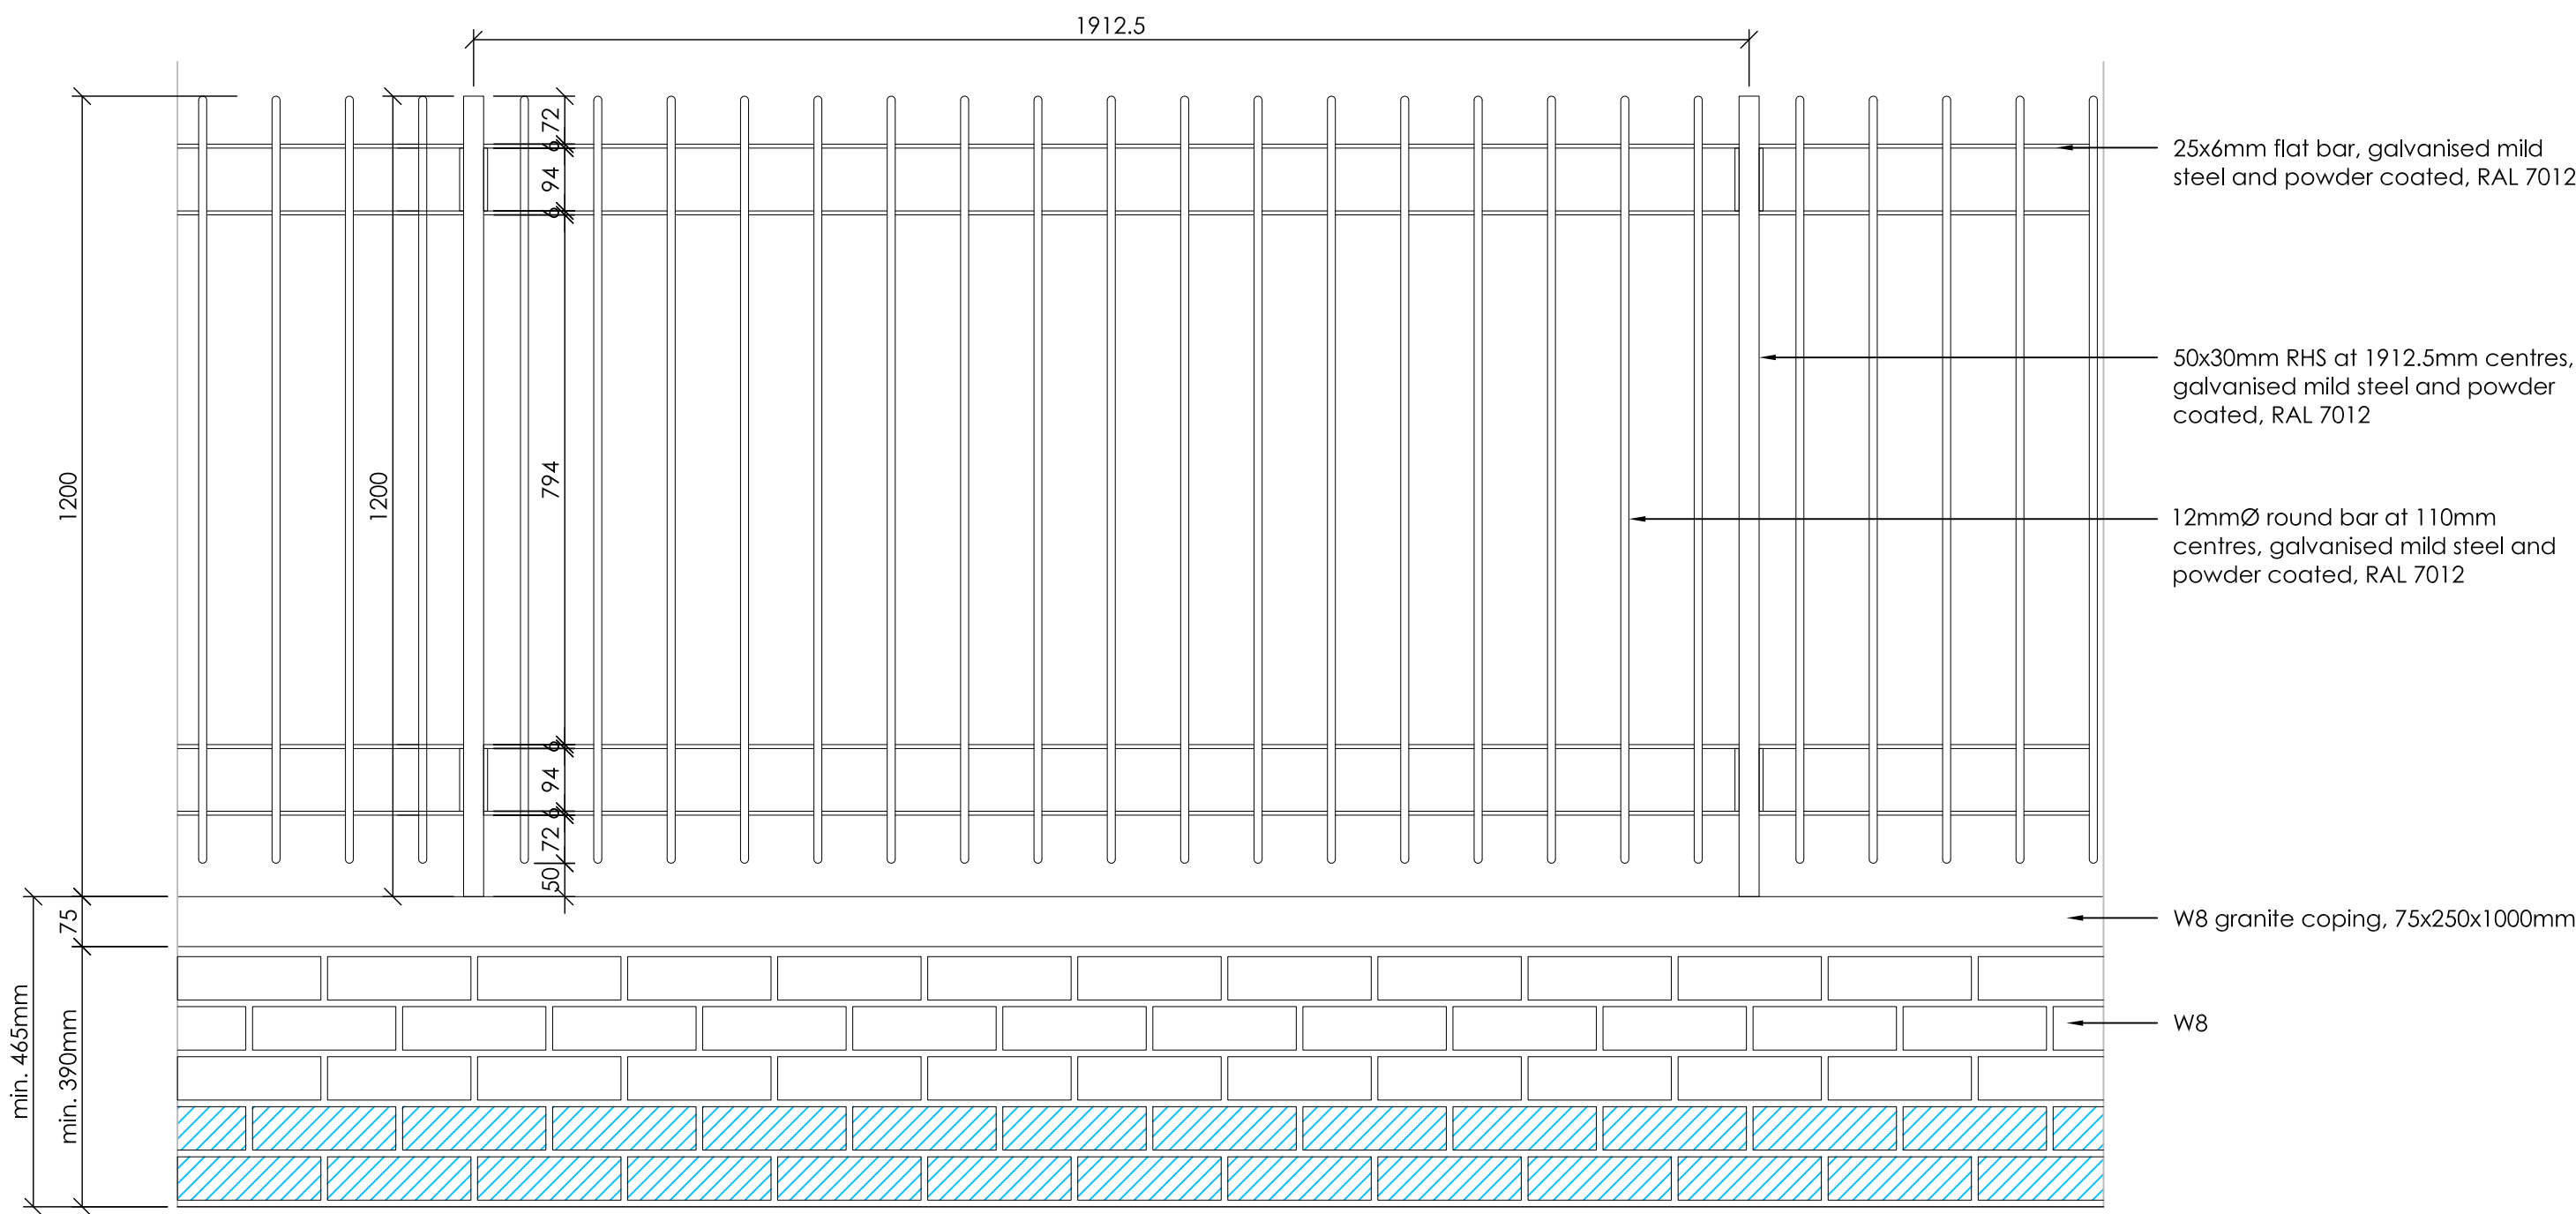 1912.5
72
6
94
6
794
6
94
6
72
50
1200
1200
75
min. 465mm
min. 390mm
25x6mm flat bar, galvanised mild
steel and powder coated, RAL 7012
50x30mm RHS at 1912.5mm centres,
galvanised mild steel and powder
coated, RAL 7012
12mmØ round bar at 110mm
centres, galvanised mild steel and
powder coated, RAL 7012
W8 granite coping, 75x250x1000mm
W8